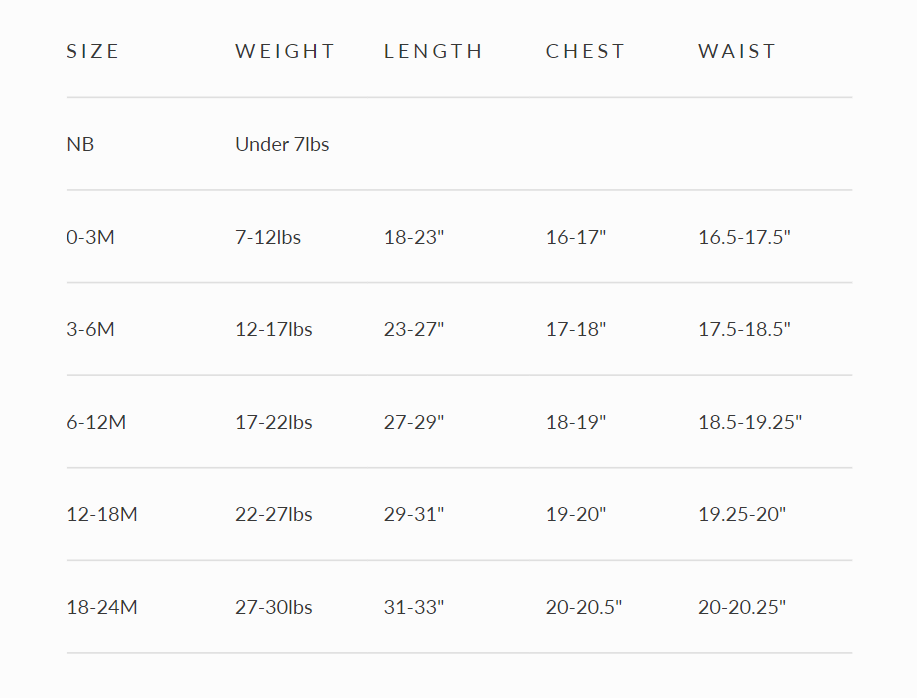 SIZE WEIGHT LENGTH CHEST WAIST
NB Under 7lbs
0-3M 7-12lbs 18-23" 16-17" 16.5-17.5"
3-6M 12-17lbs 23-27" 17-18" 17.5-18.5"
6-12M 17-22lbs 27-29" 18-19" 18.5-19.25"
12-18M 22-27lbs 29-31" 19-20" 19.25-20"
18-24M 27-30lbs 31-33" 20-20.5" 20-20.25"